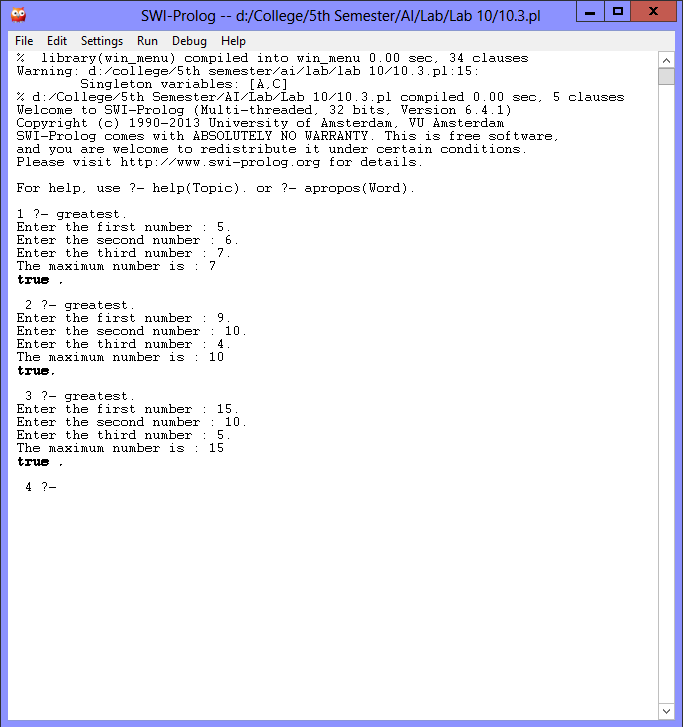 SWI-Prolog -- d:/College/5th Semester/AI/Lab/Lab 10/10.3.pl
File Edit Settings Run Debug Help
%  library(win_menu) compiled into win_menu 0.00 sec, 34 clauses
Warning: d:/college/5th semester/ai/lab/lab 10/10.3.pl:15:
        Singleton variables: [A,C]
% d:/College/5th Semester/AI/Lab/Lab 10/10.3.pl compiled 0.00 sec, 5 clauses
Welcome to SWI-Prolog (Multi-threaded, 32 bits, Version 6.4.1)
Copyright (c) 1990-2013 University of Amsterdam, VU Amsterdam
SWI-Prolog comes with ABSOLUTELY NO WARRANTY. This is free software,
and you are welcome to redistribute it under certain conditions.
Please visit http://www.swi-prolog.org for details.
For help, use ?- help(Topic). or ?- apropos(Word).
1 ?- greatest.
Enter the first number : 5.
Enter the second number : 6.
Enter the third number : 7.
The maximum number is : 7
true .
2 ?- greatest.
Enter the first number : 9.
Enter the second number : 10.
Enter the third number : 4.
The maximum number is : 10
true.
3 ?- greatest.
Enter the first number : 15.
Enter the second number : 10.
Enter the third number : 5.
The maximum number is : 15
true .
4 ?-